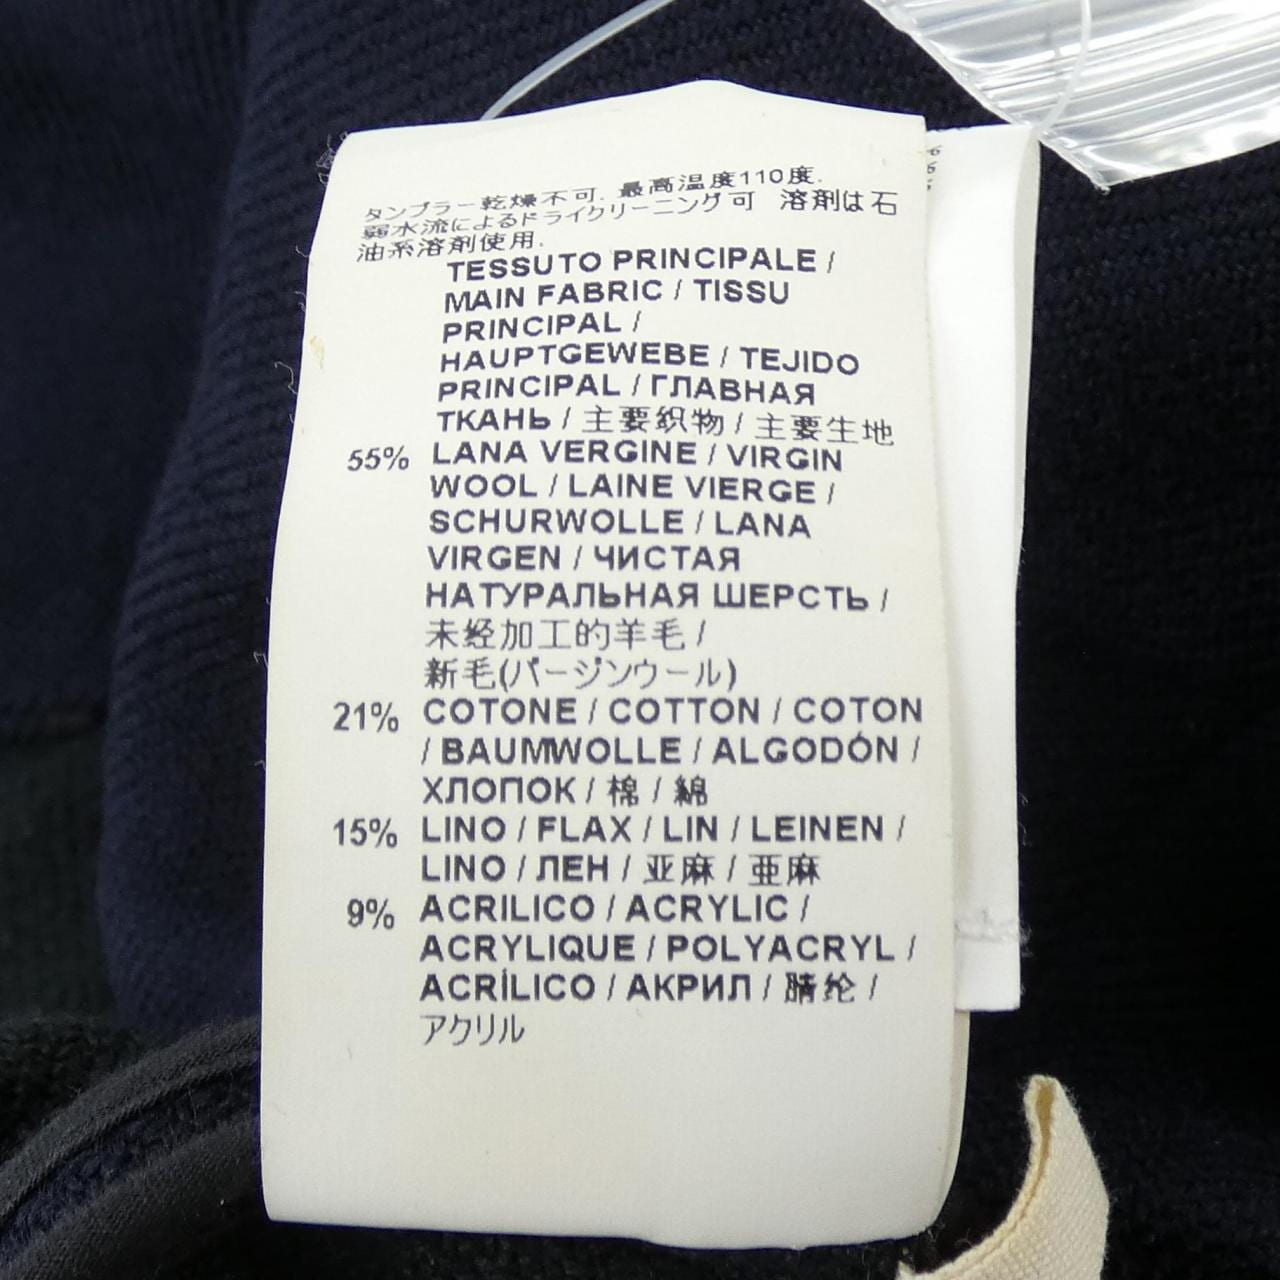 タンブラー乾燥不可. 最高温度110度.
弱水流によるドライクリーニング可 溶剤は石
油系溶剤使用.
TESSUTO PRINCIPALE /
MAIN FABRIC / TISSU
PRINCIPAL /
HAUPTGEWEBE / TEJIDO
PRINCIPAL / ГЛАВНАЯ
ТКАНЬ / 主要织物 / 主要生地
55% LANA VERGINE / VIRGIN
WOOL / LAINE VIERGE /
SCHURWOLLE / LANA
VIRGEN / ЧИСТАЯ
НАТУРАЛЬНАЯ ШЕРСТЬ /
未经加工的羊毛 /
新毛(バージンウール)
21% COTONE / COTTON / COTON
/ BAUMWOLLE / ALGODÓN /
ХЛОПОК / 棉 / 綿
15% LINO / FLAX / LIN / LEINEN /
LINO / ЛЕН / 亚麻 / 亜麻
9% ACRILICO / ACRYLIC /
ACRYLIQUE / POLYACRYL /
ACRÍLICO / АКРИЛ / 腈纶 /
アクリル